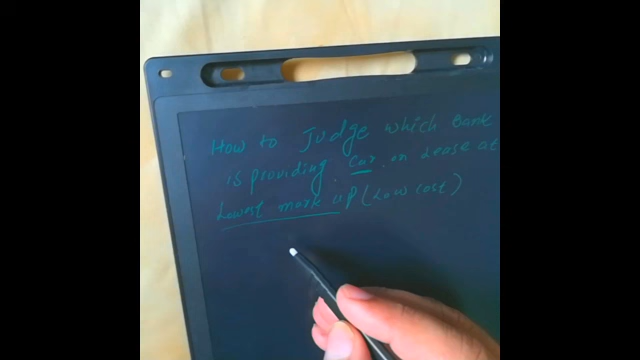 How to Judge which Bank
is providing car on Lease at
Lowest mark up (Low cost)